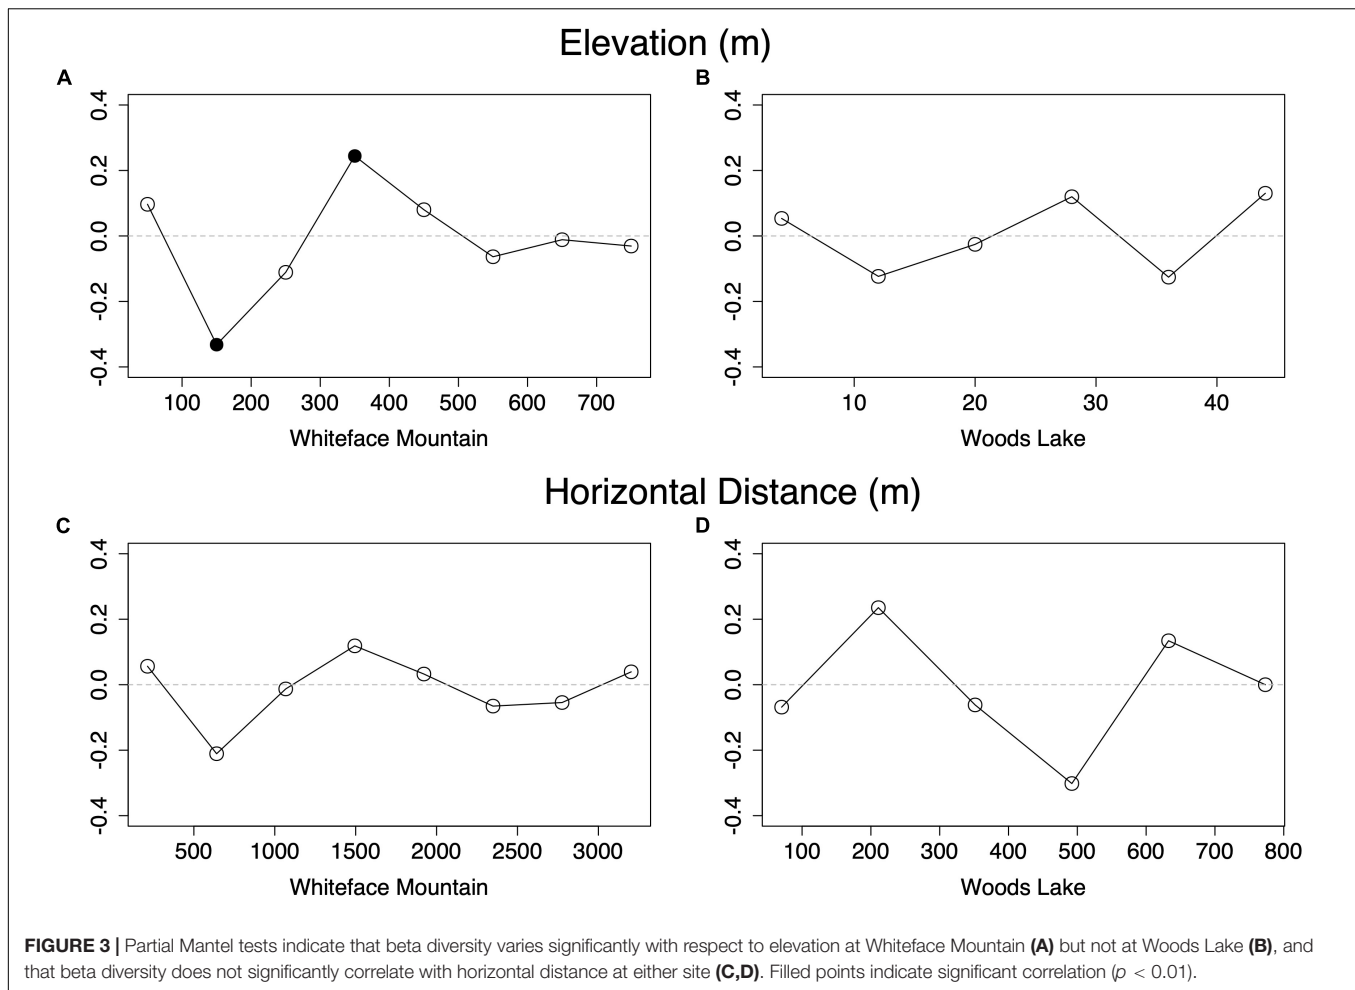 Elevation (m)
A
B
0.4
0.2
0.0
-0.2
-0.4
100 200 300 400 500 600 700
Whiteface Mountain
0.4
0.2
0.0
-0.2
-0.4
10 20 30 40
Woods Lake
Horizontal Distance (m)
C
D
0.4
0.2
0.0
-0.2
-0.4
500 1000 1500 2000 2500 3000
Whiteface Mountain
0.4
0.2
0.0
-0.2
-0.4
100 200 300 400 500 600 700 800
Woods Lake
FIGURE 3 | Partial Mantel tests indicate that beta diversity varies significantly with respect to elevation at Whiteface Mountain (A) but not at Woods Lake (B), and
that beta diversity does not significantly correlate with horizontal distance at either site (C,D). Filled points indicate significant correlation (p < 0.01).